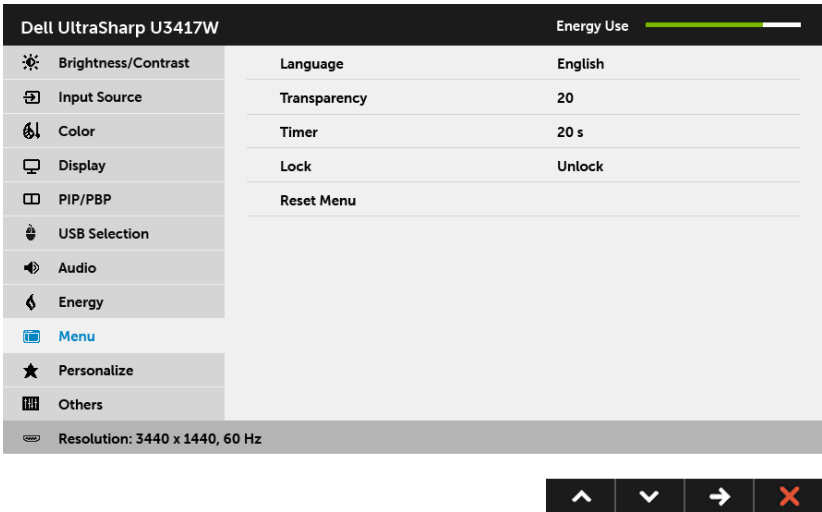 Dell UltraSharp U3417W
Energy Use
Brightness/Contrast
Input Source
Color
Display
PIP/PBP
USB Selection
Audio
Energy
Menu
Personalize
Others
Language English
Transparency 20
Timer 20 s
Lock Unlock
Reset Menu
Resolution: 3440 x 1440, 60 Hz